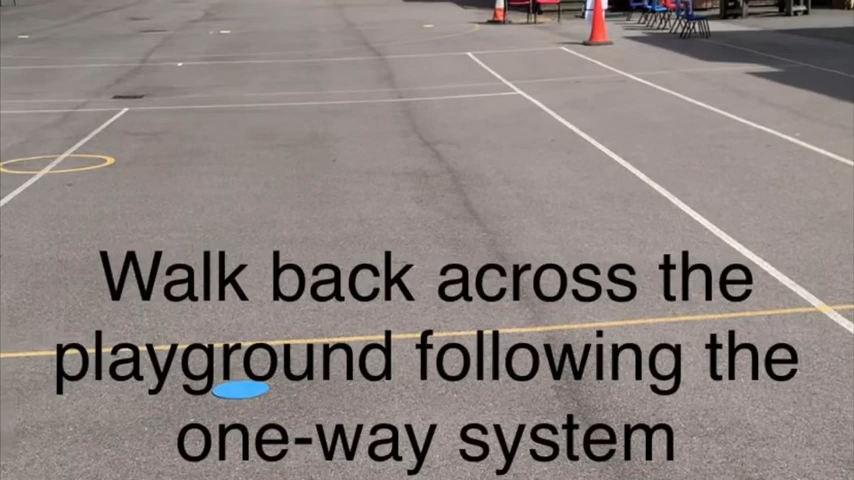 Walk back across the
playground following the
one-way system